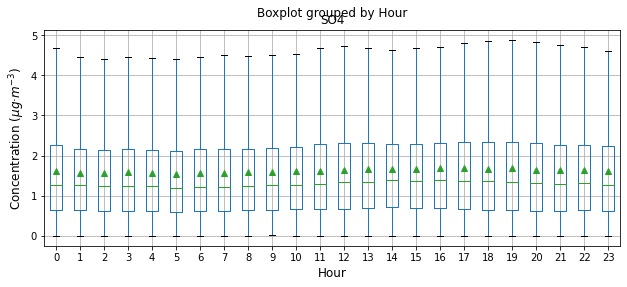 Boxplot grouped by Hour
SO4
Concentration (μg·m⁻³)
5
4
3
2
1
0
0 1 2 3 4 5 6 7 8 9 10 11 12 13 14 15 16 17 18 19 20 21 22 23
Hour